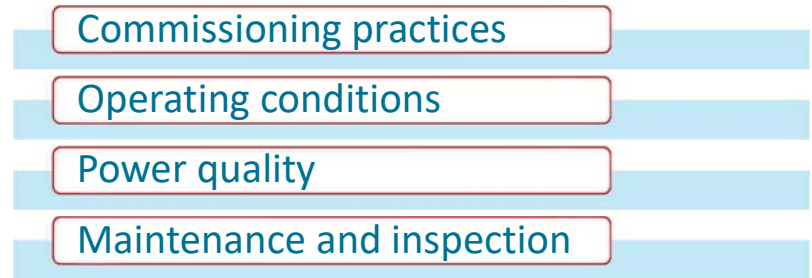 Commissioning practices
Operating conditions
Power quality
Maintenance and inspection